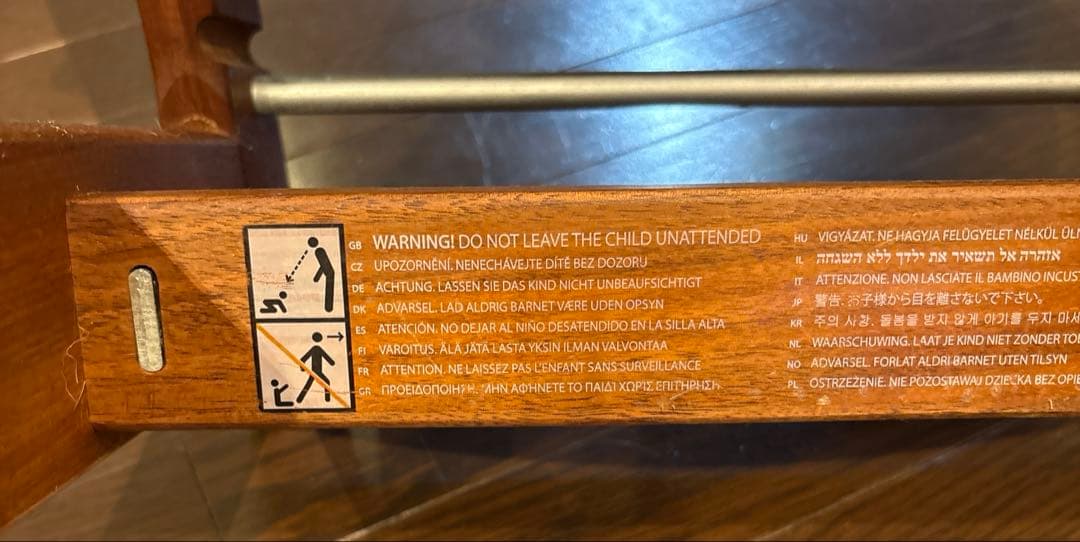 GB WARNING! DO NOT LEAVE THE CHILD UNATTENDED
CZ UPOZORNĚNÍ. NENECHÁVEJTE DÍTĚ BEZ DOZORU
DE ACHTUNG. LASSEN SIE DAS KIND NICHT UNBEAUFSICHTIGT
DK ADVARSEL. LAD ALDRIG BARNET VÆRE UDEN OPSYN
ES ATENCIÓN. NO DEJAR AL NIÑO DESATENDIDO EN LA SILLA ALTA
FI VAROITUS. ÄLÄ JÄTÄ LASTA YKSIN ILMAN VALVONTAA
FR ATTENTION. NE LAISSEZ PAS L'ENFANT SANS SURVEILLANCE
GR ΠΡΟΕΙΔΟΠΟΙΗΣΗ. ΜΗΝ ΑΦΗΝΕΤΕ ΤΟ ΠΑΙΔΙ ΧΩΡΙΣ ΕΠΙΤΗΡΗΣΗ
HU VIGYÁZAT. NE HAGYJA FELÜGYELET NÉLKÜL
IL אזהרה אל תשאיר את ילדך ללא השגחה
IT ATTENZIONE. NON LASCIATE IL BAMBINO
JP 警告. お子様から目を離さないで下さい。
KR 주의 사항. 돌봄을 받지 않게 아기를 두지
NL WAARSCHUWING. LAAT JE KIND NIET ZONDER
NO ADVARSEL. FORLAT ALDRI BARNET UTEN TILSYN
PL OSTRZEŻENIE. NIE POZOSTAWIAJ DZIECKA BEZ